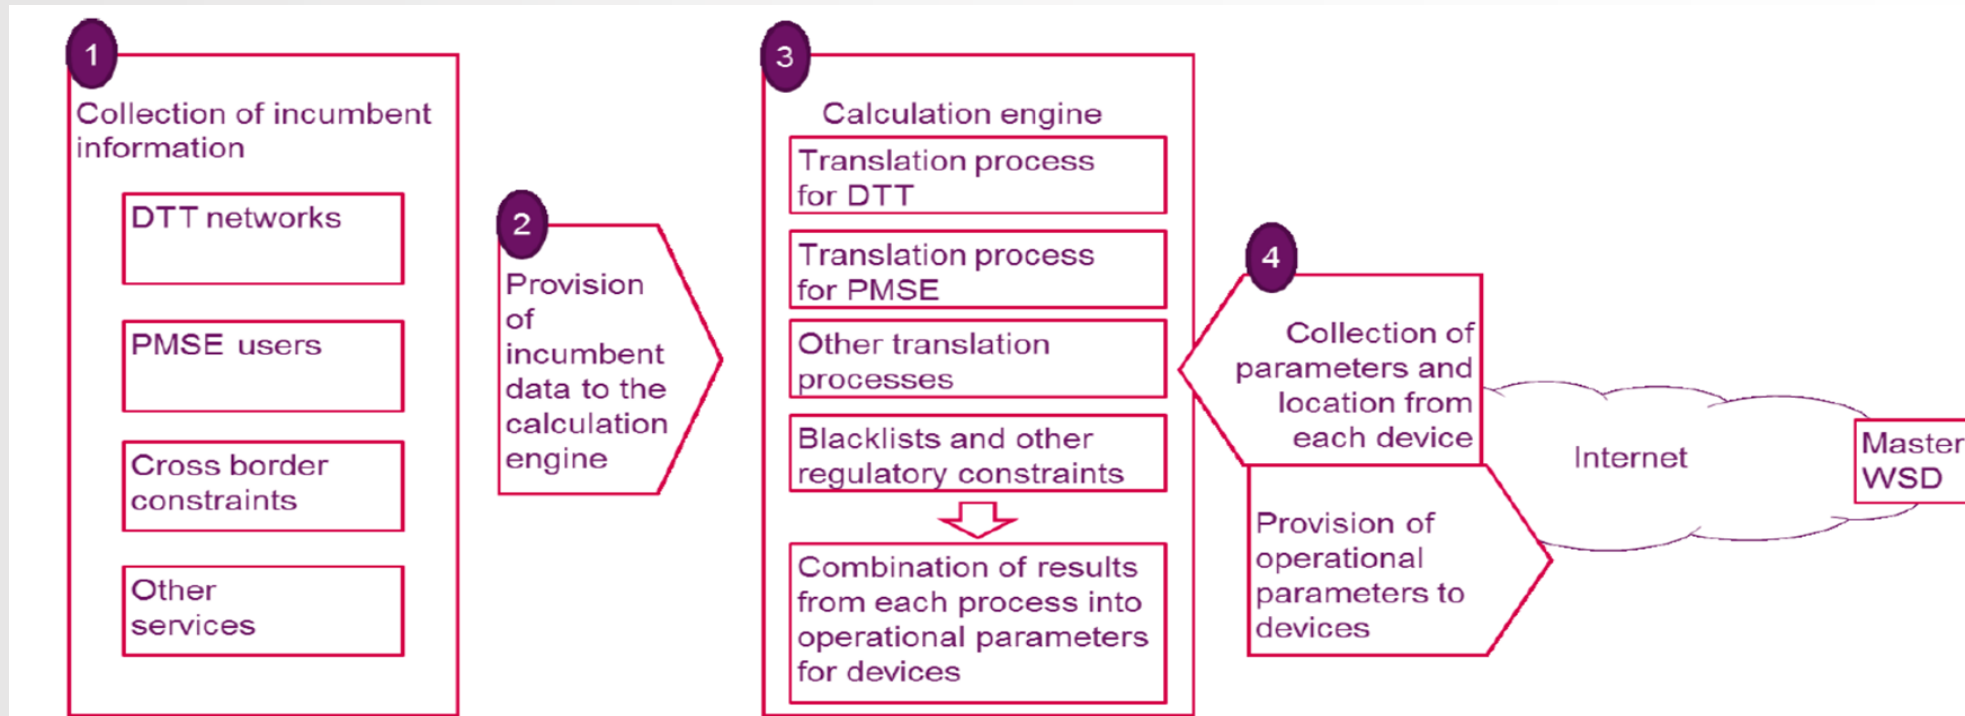 1
Collection of incumbent
information
DTT networks
PMSE users
Cross border
constraints
Other
services
2
Provision
of
incumbent
data to the
calculation
engine
3
Calculation engine
Translation process
for DTT
Translation process
for PMSE
Other translation
processes
Blacklists and other
regulatory constraints
Combination of results
from each process into
operational parameters
for devices
4
Collection of
parameters and
location from
each device
Provision of
operational
parameters to
devices
Internet
Master
WSD